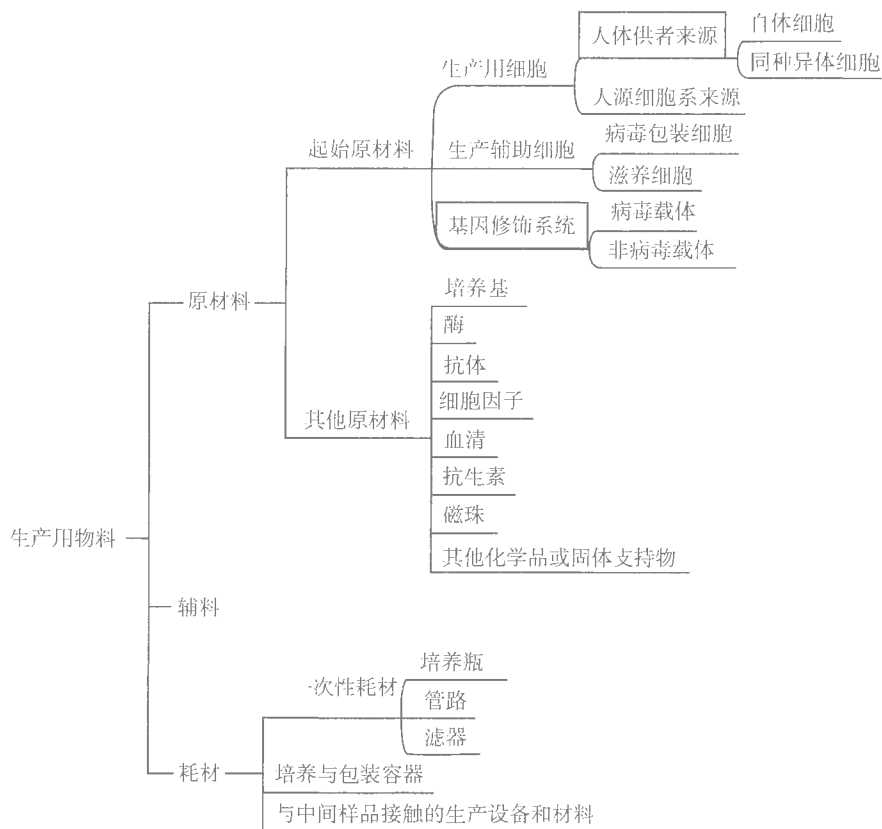 生产用物料
原材料
起始原材料
生产用细胞
人体供者来源
自体细胞
同种异体细胞
人源细胞系来源
生产辅助细胞
病毒包装细胞
滋养细胞
基因修饰系统
病毒载体
非病毒载体
其他原材料
培养基
酶
抗体
细胞因子
血清
抗生素
磁珠
其他化学品或固体支持物
辅料
耗材
一次性耗材
培养瓶
管路
滤器
培养与包装容器
与中间样品接触的生产设备和材料